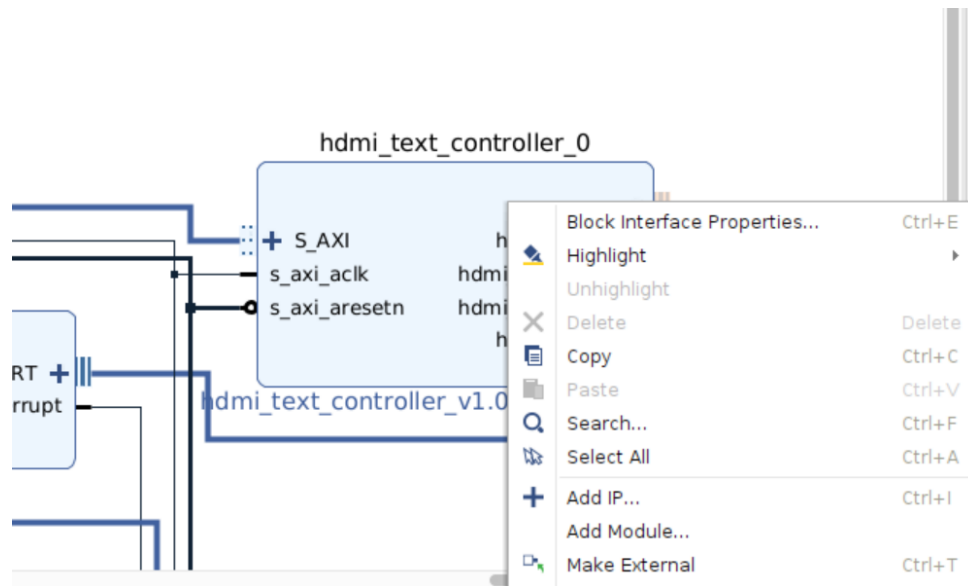 hdmi_text_controller_0
S_AXI
s_axi_aclk
s_axi_aresetn
h
hdmi
hdmi
h
hdmi_text_controller_v1.0
RT
rrupt
Block Interface Properties... Ctrl+E
Highlight
Unhighlight
Delete Delete
Copy Ctrl+C
Paste Ctrl+V
Search... Ctrl+F
Select All Ctrl+A
Add IP... Ctrl+I
Add Module...
Make External Ctrl+T